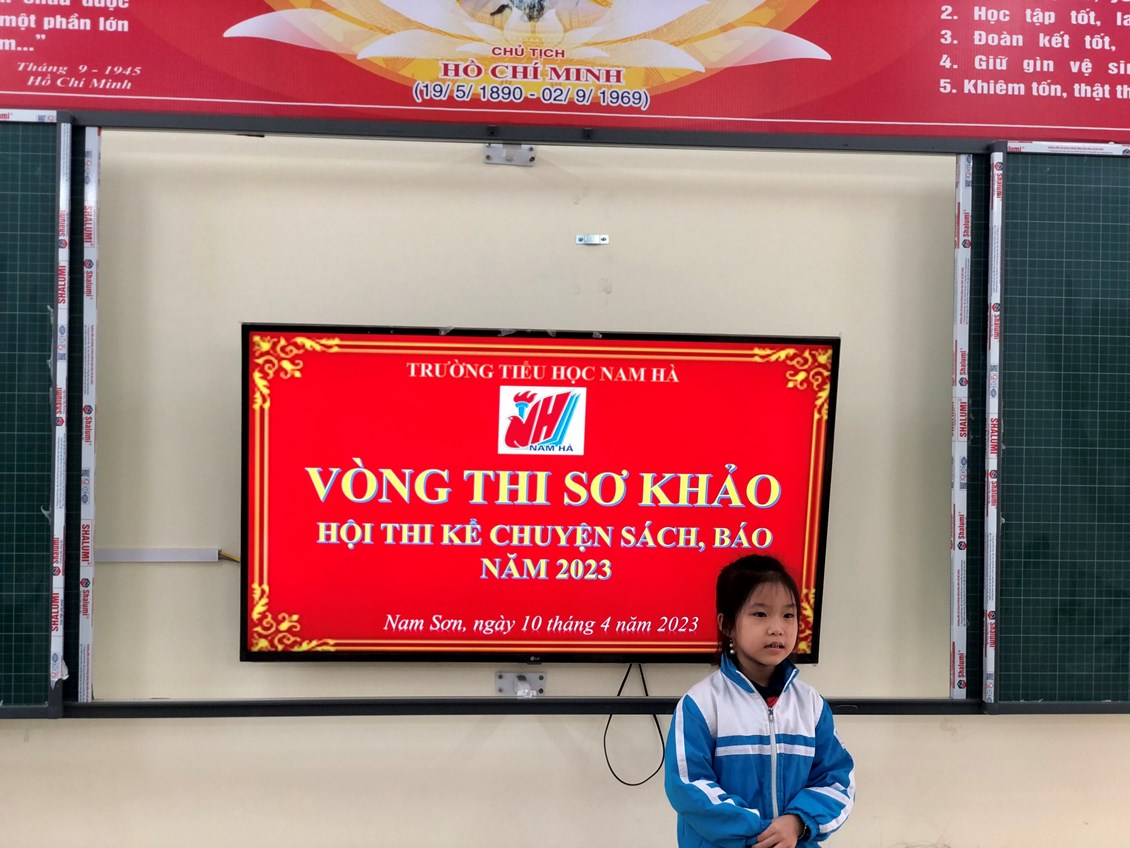 một phần lớn
Tháng 9 - 1945
Hồ Chí Minh
CHỦ TỊCH
HỒ CHÍ MINH
(19/ 5/ 1890 - 02/ 9/ 1969)
2. Học tập tốt,
3. Đoàn kết tốt,
4. Giữ gìn vệ
5. Khiêm tốn, thật
TRƯỜNG TIỂU HỌC NAM HÀ
NAM HÀ
VÒNG THI SƠ KHẢO
HỘI THI KỂ CHUYỆN SÁCH, BÁO
NĂM 2023
Nam Sơn, ngày 10 tháng 4 năm 2023
LG
SHALUMI
Shalumi